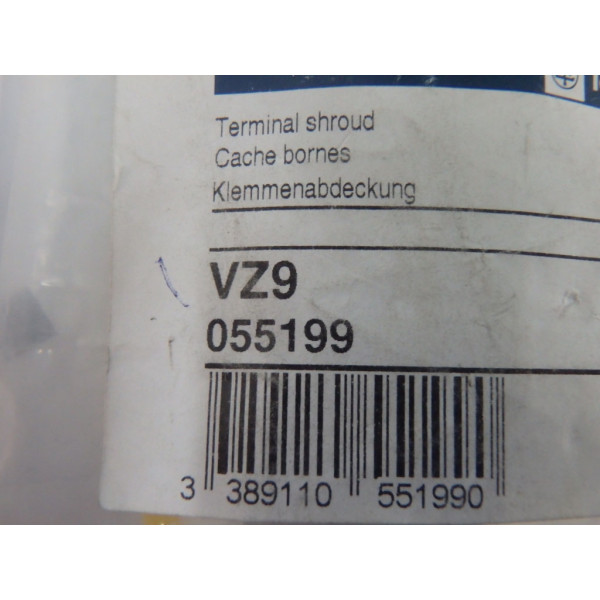 Terminal shroud
Cache bornes
Klemmenabdeckung
VZ9
055199
3 389110 551990